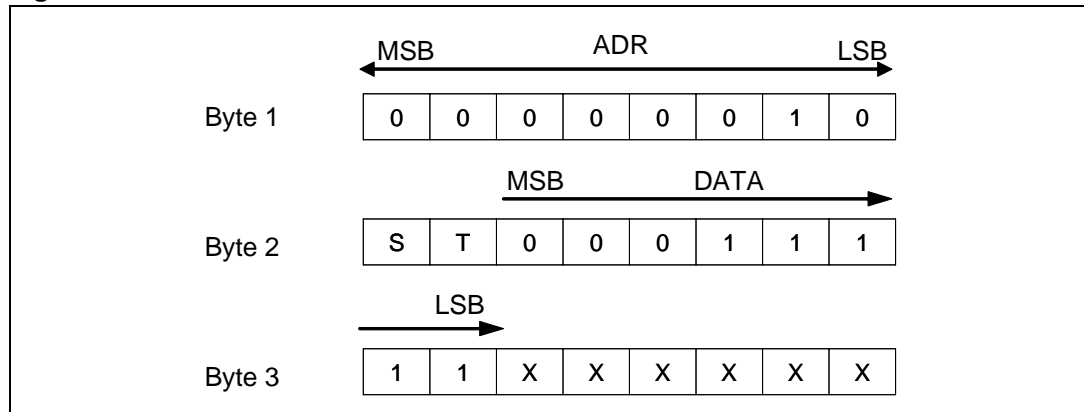 MSB ADR LSB
Byte 1 0 0 0 0 0 0 1 0
MSB DATA
Byte 2 S T 0 0 0 1 1 1
LSB
Byte 3 1 1 X X X X X X